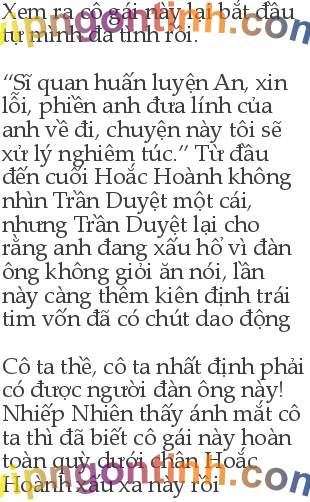 Xem ra cô gái này lại bắt đầu
tự mình đa tình rồi.
vipngontinh.com
“Sĩ quan huấn luyện An, xin
lỗi, phiền anh đưa lính của
anh về đi, chuyện này tôi sẽ
xử lý nghiêm túc.” Từ đầu
đến cuối Hoắc Hoành không
nhìn Trần Duyệt một cái,
nhưng Trần Duyệt lại cho
rằng anh đang xấu hổ vì đàn
ông không giỏi ăn nói, lần
này càng thêm kiên định trái
tim vốn đã có chút dao động
Cô ta thề, cô ta nhất định phải
có được người đàn ông này!
Nhiếp Nhiên thấy ánh mắt cô
ta thì đã biết cô gái này hoàn
toàn quỳ dưới chân Hoắc
Hoành xấu xa này rồi
vipngontinh.com